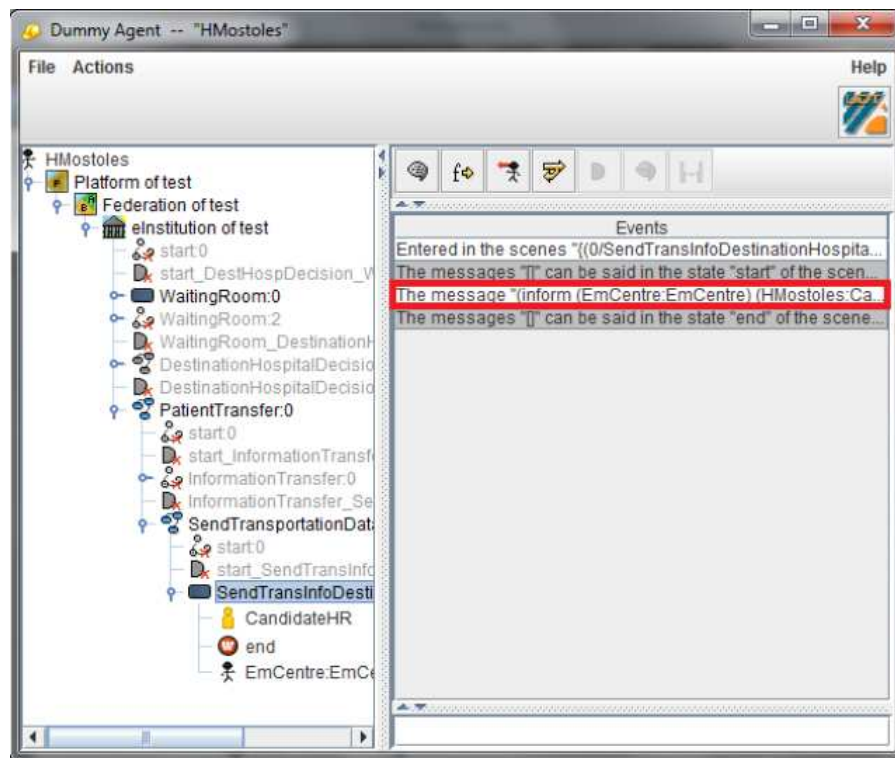 Dummy Agent -- "HMostoles"
File Actions
Help
HMostoles
Platform of test
Federation of test
eInstitution of test
start:0
start_DestHospDecision_W
WaitingRoom:0
WaitingRoom:2
WaitingRoom_DestinationH
DestinationHospitalDecisio
DestinationHospitalDecisio
PatientTransfer:0
start:0
start_InformationTransf
InformationTransfer:0
InformationTransfer_Se
SendTransportationData
start:0
start_SendTransInfo
SendTransInfoDesti
CandidateHR
end
EmCentre:EmCe
Events
Entered in the scenes "[(0/SendTransInfoDestinationHospita...
The messages "[]" can be said in the state "start" of the scen...
The message "(inform (EmCentre:EmCentre) (HMostoles:Ca...
The messages "[]" can be said in the state "end" of the scene...